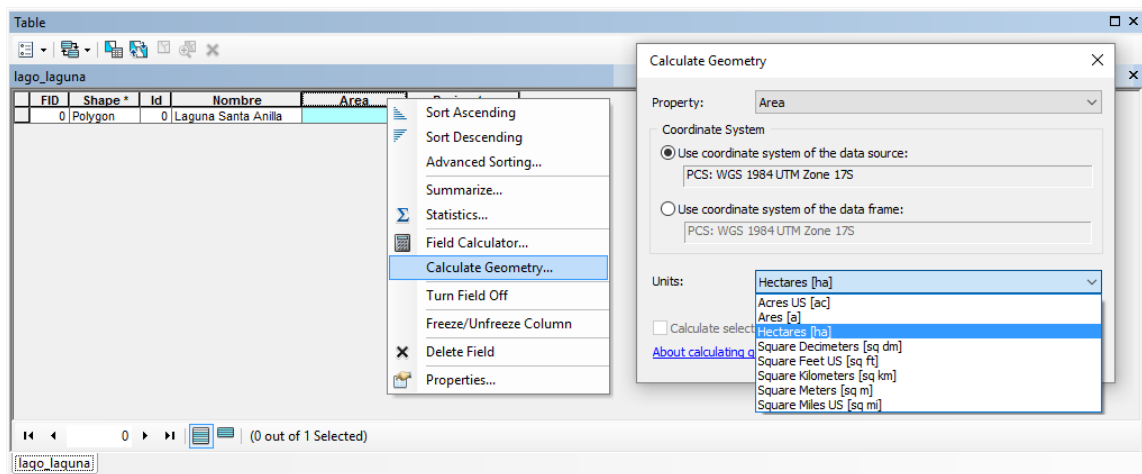 Table
lago_laguna
FID Shape * Id Nombre Area
0 Polygon 0 Laguna Santa Anilla
Sort Ascending
Sort Descending
Advanced Sorting...
Summarize...
Statistics...
Field Calculator...
Calculate Geometry...
Turn Field Off
Freeze/Unfreeze Column
Delete Field
Properties...
0
(0 out of 1 Selected)
lago_laguna
Calculate Geometry
Property: Area
Coordinate System
Use coordinate system of the data source:
PCS: WGS 1984 UTM Zone 17S
Use coordinate system of the data frame:
PCS: WGS 1984 UTM Zone 17S
Units: Hectares [ha]
Acres US [ac]
Ares [a]
Hectares [ha]
Square Decimeters [sq dm]
Square Feet US [sq ft]
Square Kilometers [sq km]
Square Meters [sq m]
Square Miles US [sq mi]
Calculate selec
About calculating